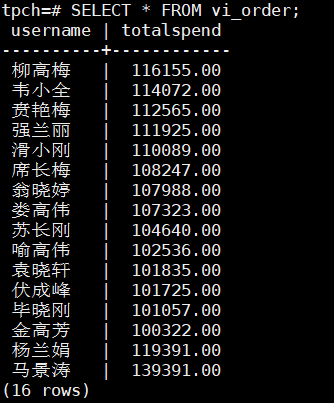 tpch=# SELECT * FROM vi_order;
username | totalspend
----------+------------
柳高梅 | 116155.00
韦小全 | 114072.00
贲艳梅 | 112565.00
强兰丽 | 111925.00
滑小刚 | 110089.00
席长梅 | 108247.00
翁晓婷 | 107988.00
娄高伟 | 107323.00
苏长刚 | 104640.00
喻高伟 | 102536.00
袁晓轩 | 101835.00
伏成峰 | 101725.00
毕晓刚 | 101057.00
金高芳 | 100322.00
杨兰娟 | 119391.00
马景涛 | 139391.00
(16 rows)